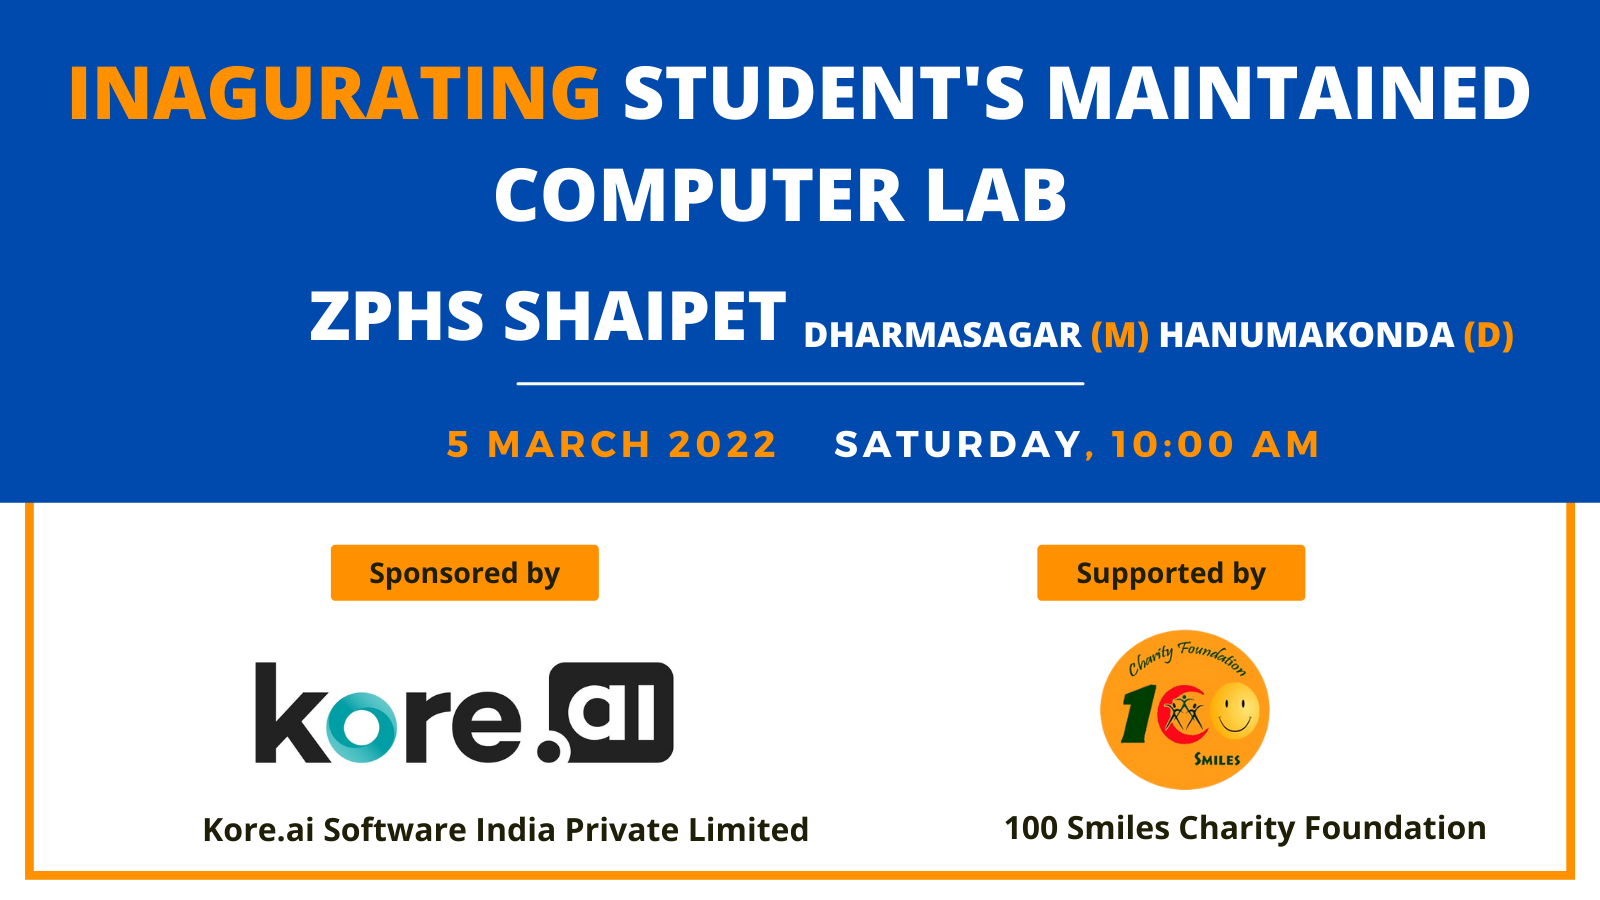 INAGURATING STUDENT'S MAINTAINED
COMPUTER LAB
ZPHS SHAIPET DHARMASAGAR (M) HANUMAKONDA (D)
5 MARCH 2022 SATURDAY, 10:00 AM
Sponsored by
Supported by
kore.ai
Charity Foundation
100
SMILES
Kore.ai Software India Private Limited
100 Smiles Charity Foundation